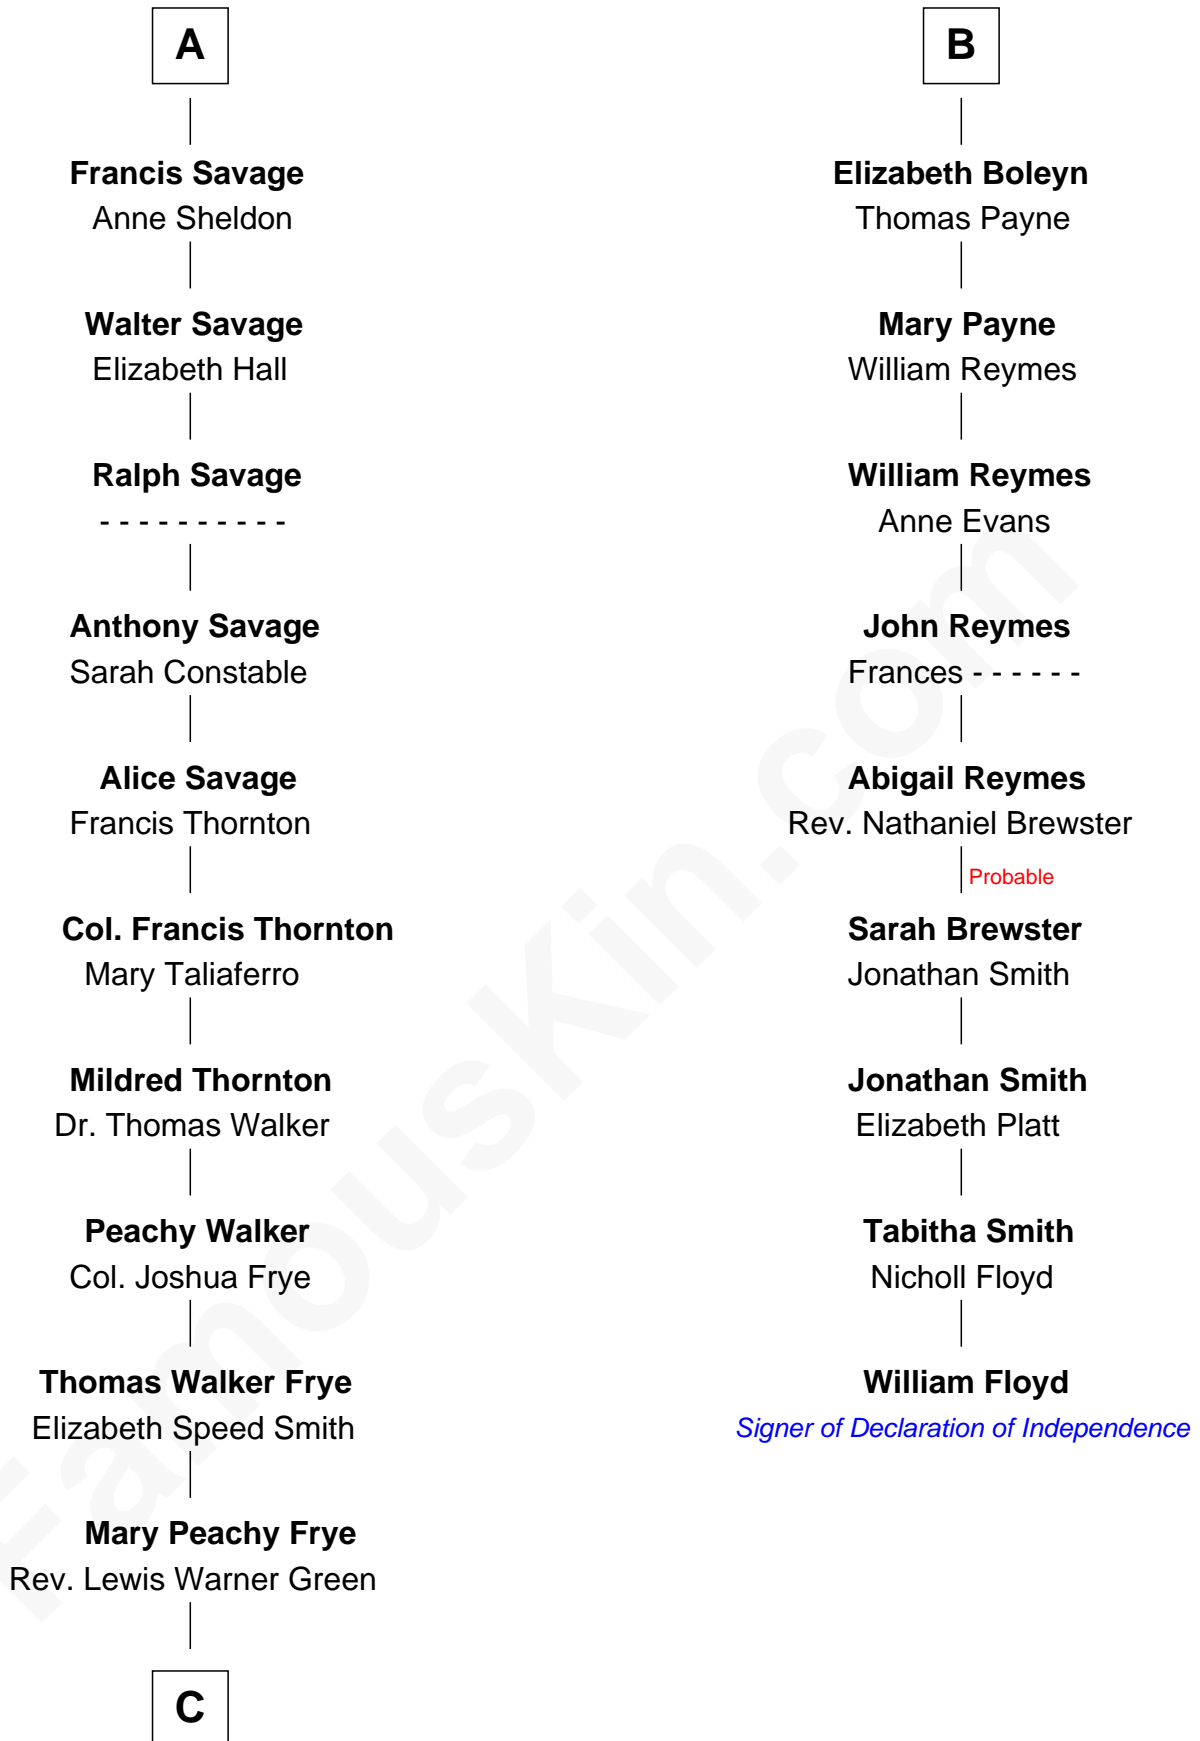 A
Francis Savage
Anne Sheldon
Walter Savage
Elizabeth Hall
Ralph Savage
- - - - - - - - - -
Anthony Savage
Sarah Constable
Alice Savage
Francis Thornton
Col. Francis Thornton
Mary Taliaferro
Mildred Thornton
Dr. Thomas Walker
Peachy Walker
Col. Joshua Frye
Thomas Walker Frye
Elizabeth Speed Smith
Mary Peachy Frye
Rev. Lewis Warner Green
C
B
Elizabeth Boleyn
Thomas Payne
Mary Payne
William Reymes
William Reymes
Anne Evans
John Reymes
Frances - - - - - -
Abigail Reymes
Rev. Nathaniel Brewster
Probable
Sarah Brewster
Jonathan Smith
Jonathan Smith
Elizabeth Platt
Tabitha Smith
Nicholl Floyd
William Floyd
Signer of Declaration of Independence
FamousKin.com